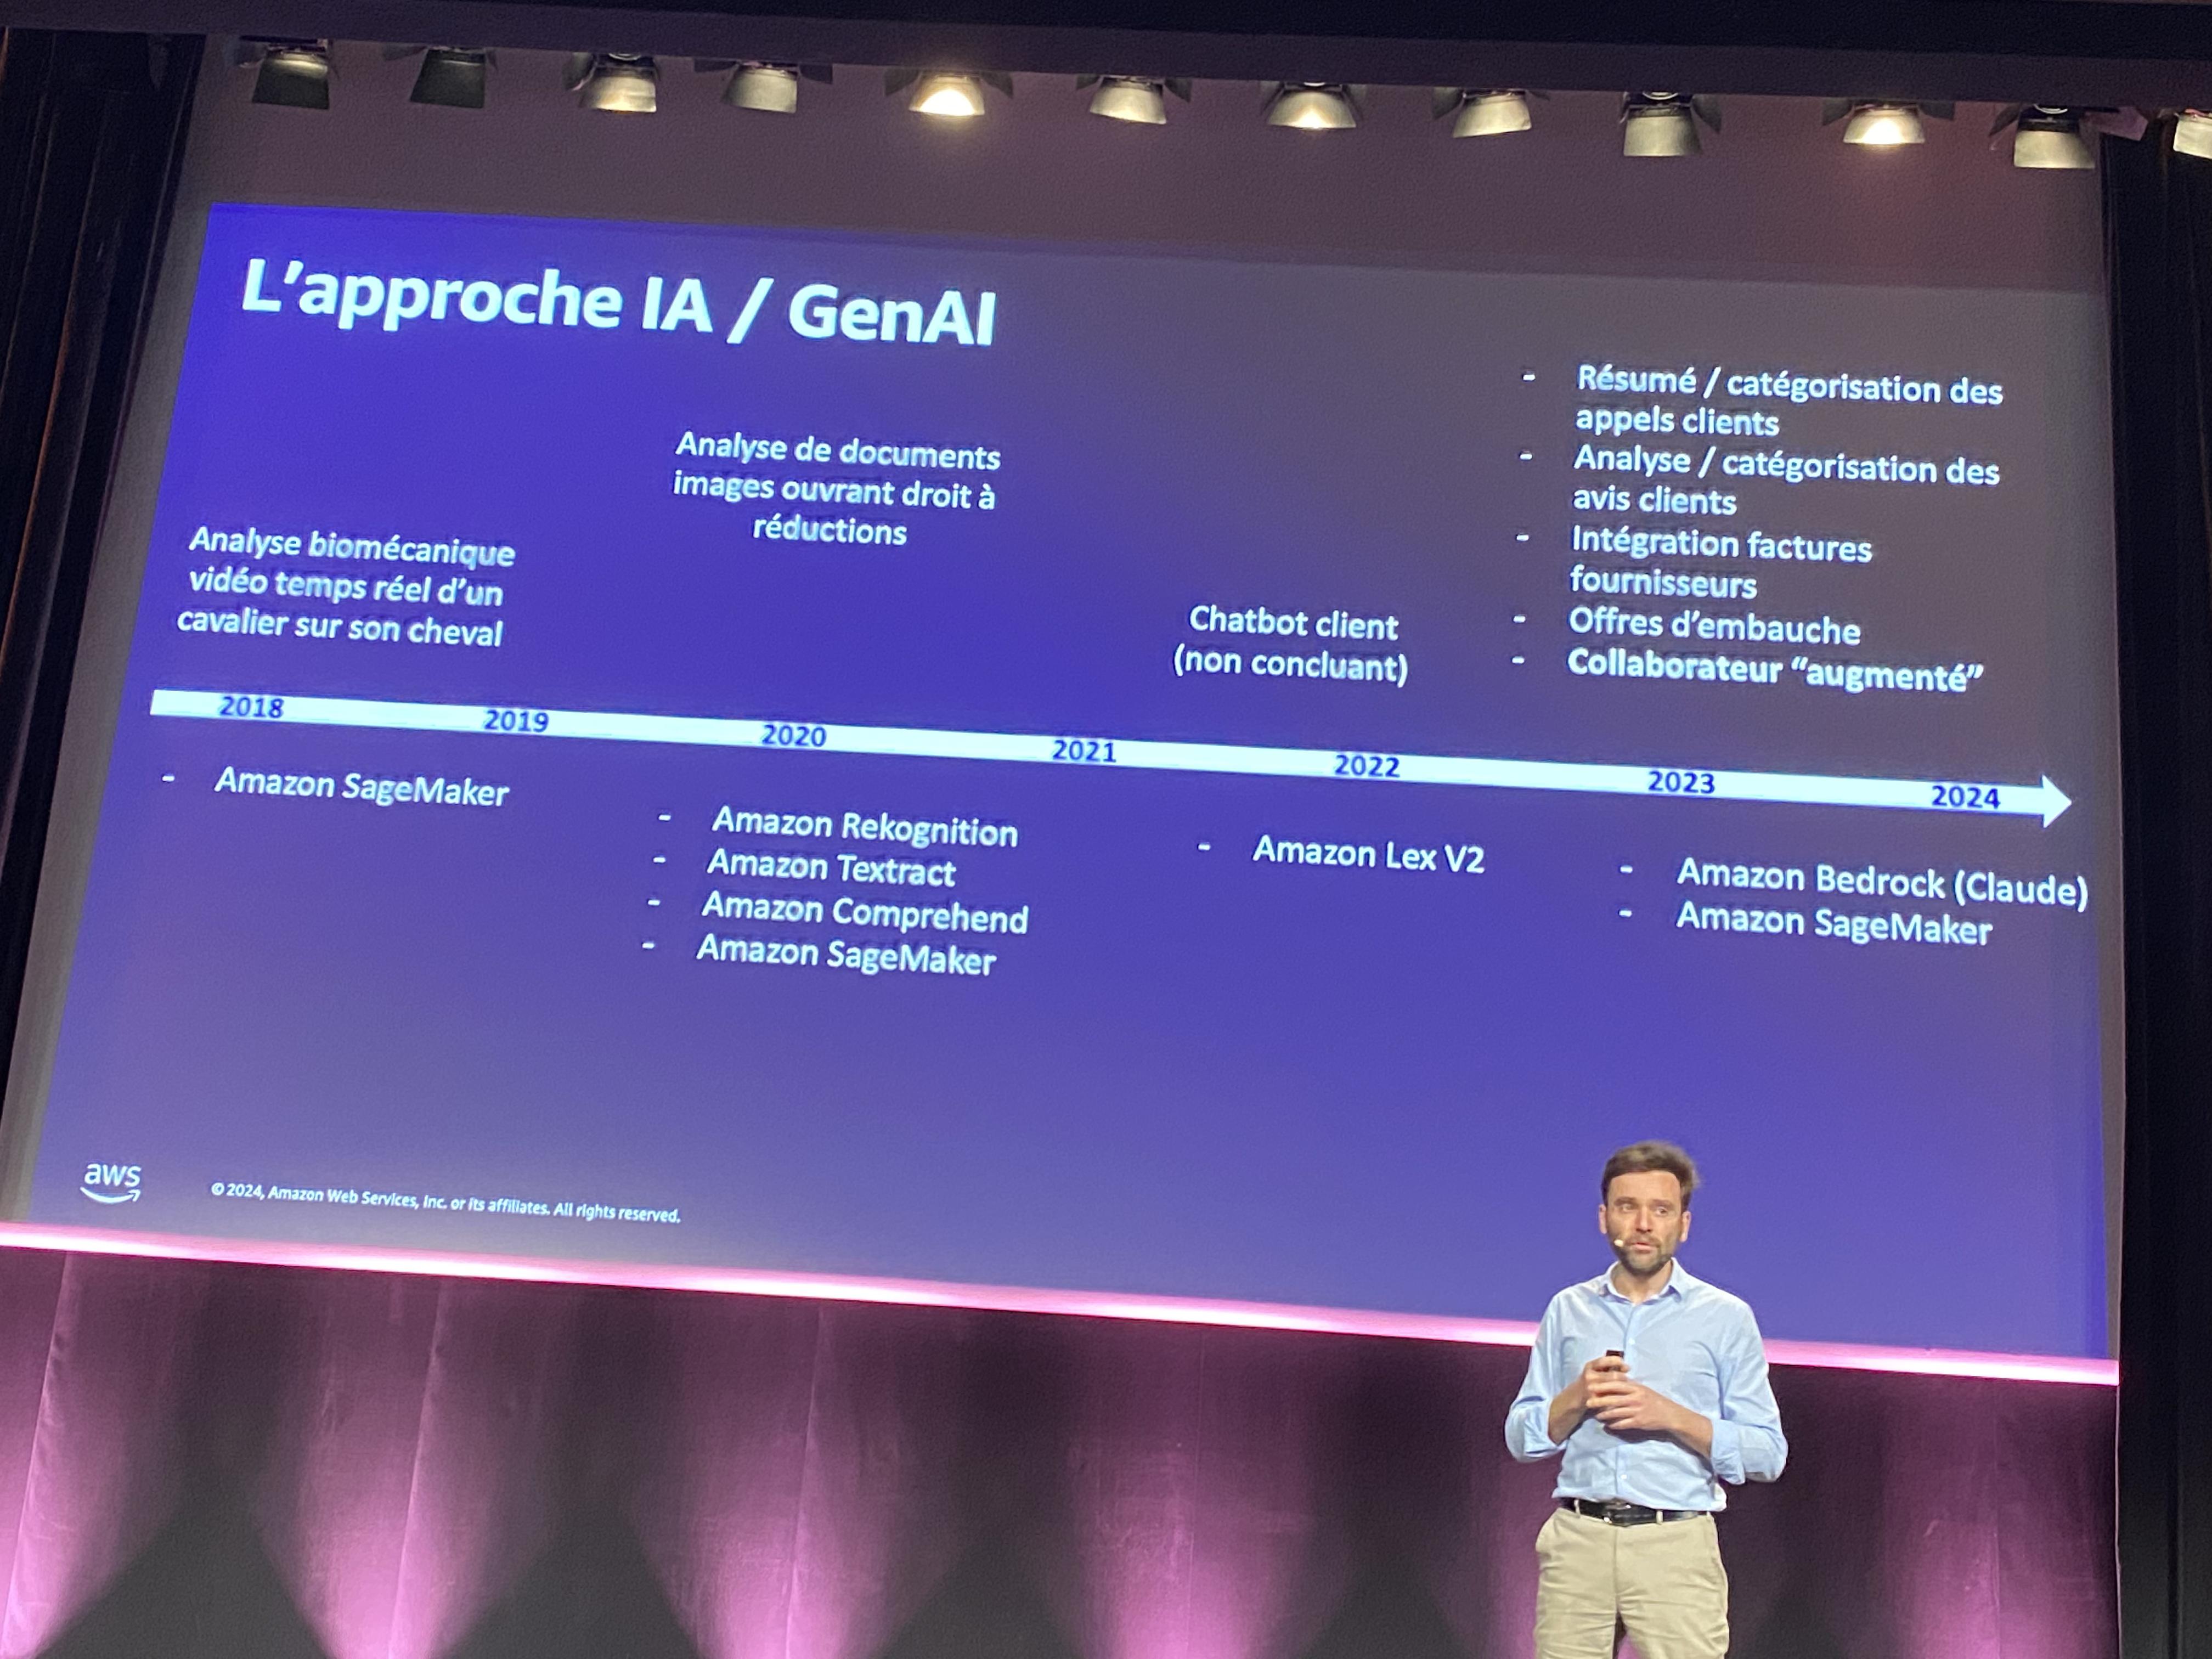 L'approche IA / GenAI
Analyse biomécanique
vidéo temps réel d'un
cavalier sur son cheval
Analyse de documents
images ouvrant droit à
réductions
Chatbot client
(non concluant)
- Résumé / catégorisation des
appels clients
- Analyse / catégorisation des
avis clients
- Intégration factures
fournisseurs
- Offres d'embauche
- Collaborateur “augmenté”
2018 2019 2020 2021 2022 2023 2024
- Amazon SageMaker
- Amazon Rekognition
- Amazon Textract
- Amazon Comprehend
- Amazon SageMaker
- Amazon Lex V2
- Amazon Bedrock (Claude)
- Amazon SageMaker
aws
© 2024, Amazon Web Services, Inc. or its affiliates. All rights reserved.